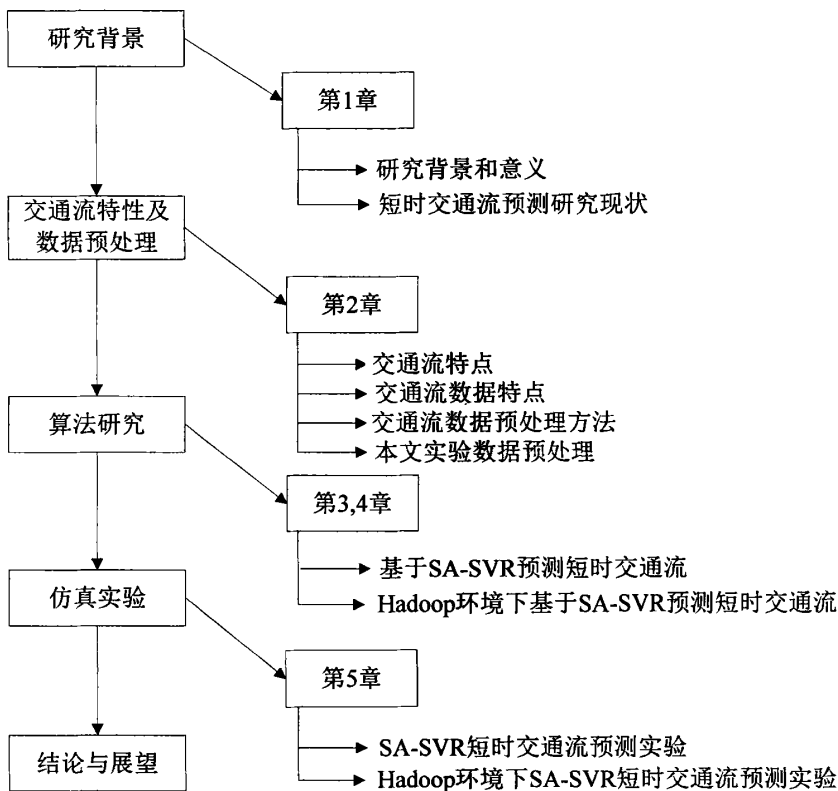 研究背景
第1章
研究背景和意义
短时交通流预测研究现状
交通流特性及
数据预处理
第2章
交通流特点
交通流数据特点
交通流数据预处理方法
本文实验数据预处理
算法研究
第3,4章
基于SA-SVR预测短时交通流
Hadoop环境下基于SA-SVR预测短时交通流
仿真实验
第5章
SA-SVR短时交通流预测实验
Hadoop环境下SA-SVR短时交通流预测实验
结论与展望